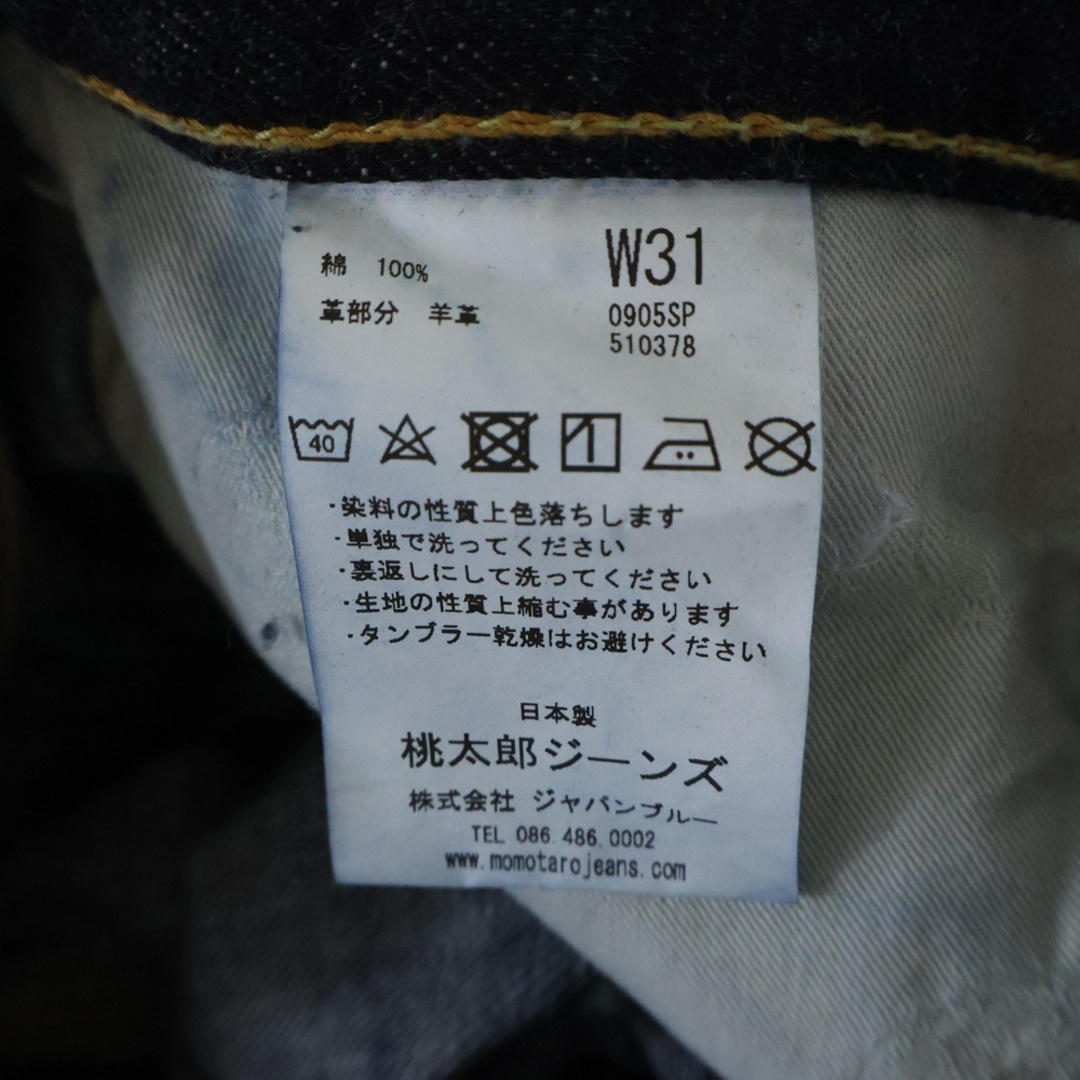 綿 100%
革部分 羊革
W31
0905SP
510378
40
・染料の性質上色落ちします
・単独で洗ってください
・裏返しにして洗ってください
・生地の性質上縮む事があります
・タンブラー乾燥はお避けください
日本製
桃太郎ジーンズ
株式会社 ジャパンブルー
TEL 086.486.0002
www.momotarojeans.com